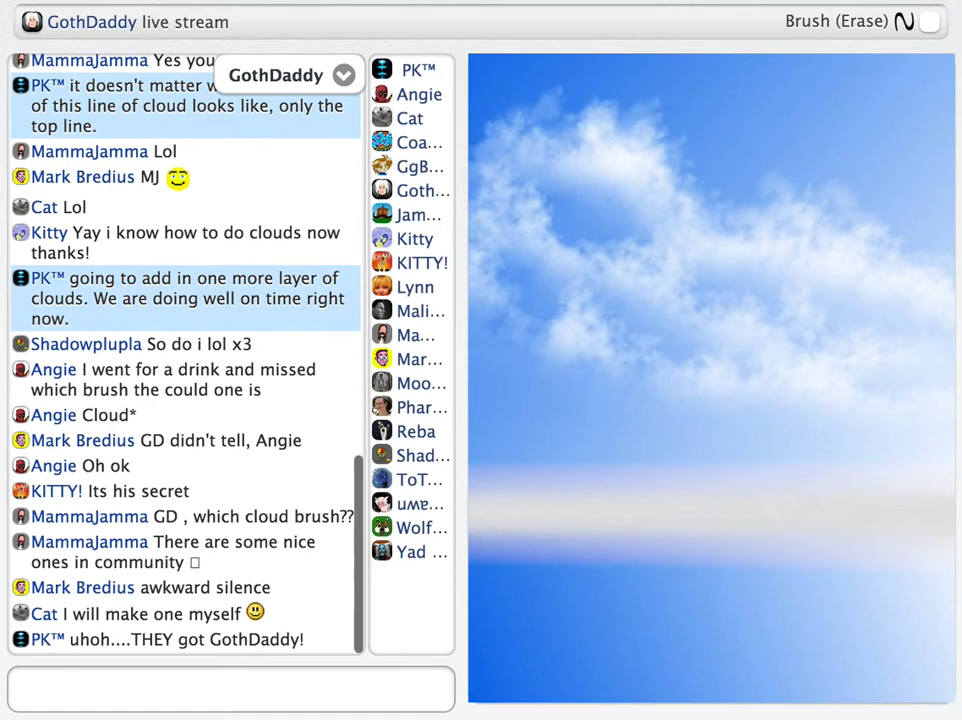 GothDaddy live stream
Brush (Erase)
MammaJamma Yes you
GothDaddy
PK™ it doesn't matter
of this line of cloud looks like, only the
top line.
MammaJamma Lol
Mark Bredius MJ
Cat Lol
Kitty Yay i know how to do clouds now
thanks!
PK™ going to add in one more layer of
clouds. We are doing well on time right
now.
Shadowplupla So do i lol x3
Angie I went for a drink and missed
which brush the could one is
Angie Cloud*
Mark Bredius GD didn't tell, Angie
Angie Oh ok
KITTY! Its his secret
MammaJamma GD , which cloud brush??
MammaJamma There are some nice
ones in community
Mark Bredius awkward silence
Cat I will make one myself
PK™ uhoh....THEY got GothDaddy!
PK™
Angie
Cat
Coa...
GgB...
Goth...
Jam...
Kitty
KITTY!
Lynn
Mali...
Ma...
Mar...
Moo...
Phar...
Reba
Shad...
ToT...
uwɐ...
Wolf...
Yad ...